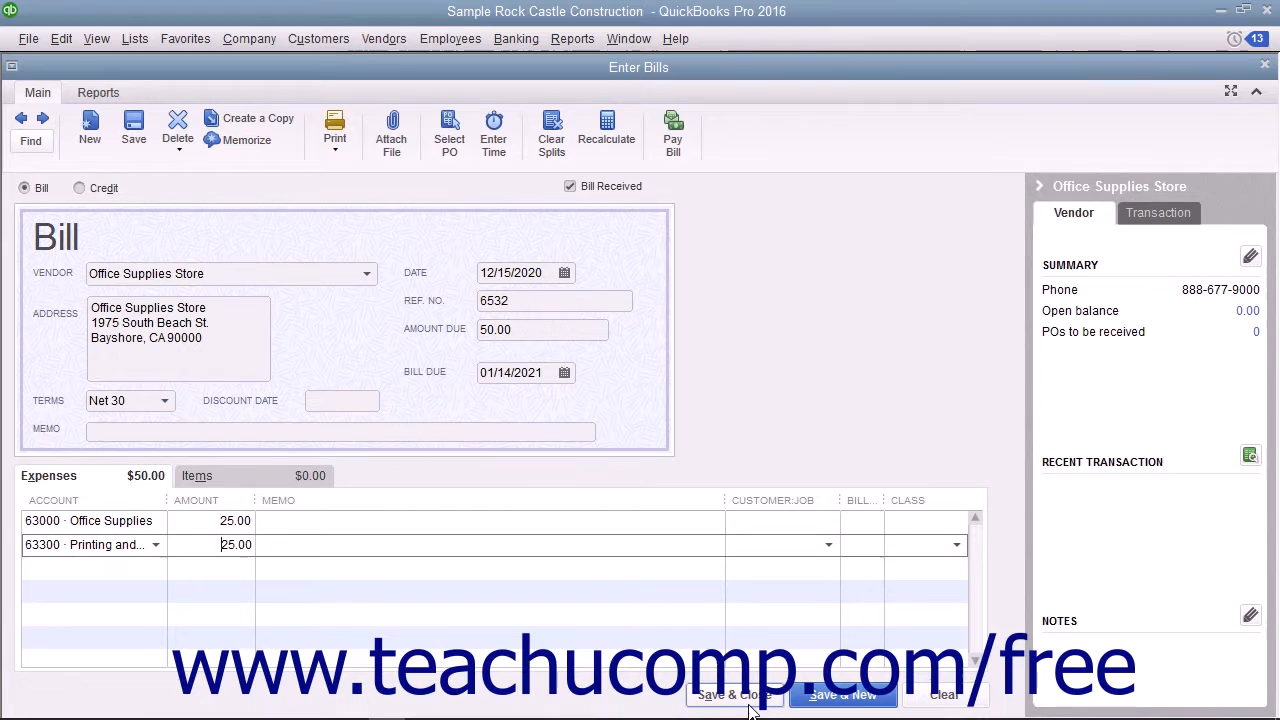 qb
Sample Rock Castle Construction - QuickBooks Pro 2016
File Edit View Lists Favorites Company Customers Vendors Employees Banking Reports Window Help 13
Enter Bills
Main Reports
Find
New
Save
Delete
Create a Copy
Memorize
Print
Attach File
Select PO
Enter Time
Clear Splits
Recalculate
Pay Bill
Bill Credit Bill Received
Bill
VENDOR Office Supplies Store
DATE 12/15/2020
REF. NO. 6532
ADDRESS Office Supplies Store
1975 South Beach St.
Bayshore, CA 90000
AMOUNT DUE 50.00
BILL DUE 01/14/2021
TERMS Net 30 DISCOUNT DATE
MEMO
Expenses $50.00 Items $0.00
ACCOUNT AMOUNT MEMO CUSTOMER:JOB BILL... CLASS
63000 · Office Supplies 25.00
63300 · Printing and... 25.00
Save & Close Save & New Clear
Office Supplies Store
Vendor Transaction
SUMMARY
Phone 888-677-9000
Open balance 0.00
POs to be received 0
RECENT TRANSACTION
NOTES
www.teachucomp.com/free